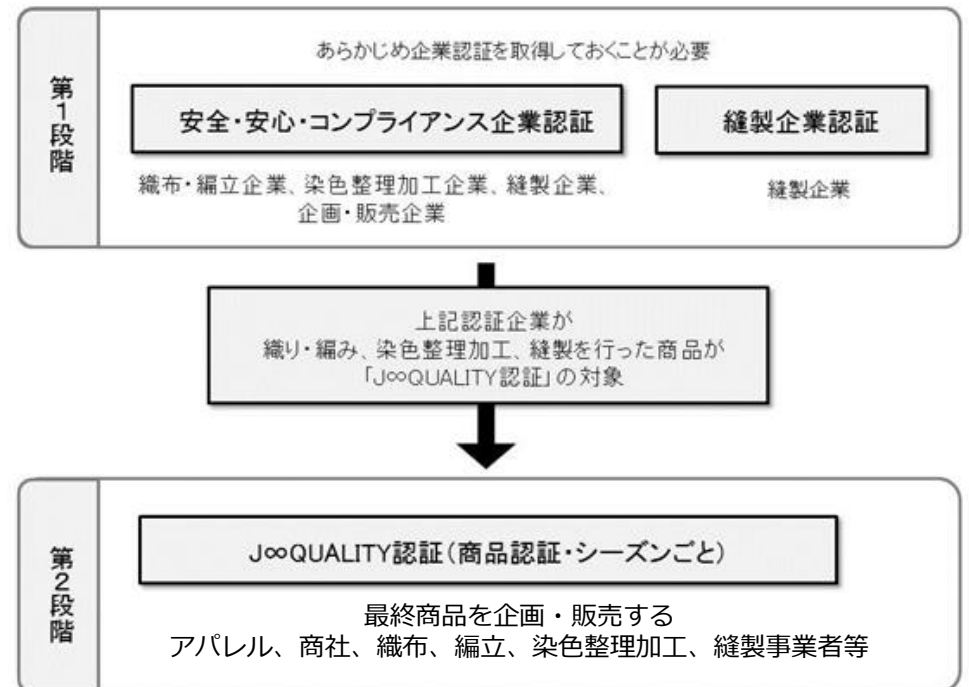 第1段階
あらかじめ企業認証を取得しておくことが必要
安全・安心・コンプライアンス企業認証
織布・編立企業、染色整理加工企業、縫製企業、
企画・販売企業
縫製企業認証
縫製企業
上記認証企業が
織り・編み、染色整理加工、縫製を行った商品が
「J∞QUALITY認証」の対象
第2段階
J∞QUALITY認証（商品認証・シーズンごと）
最終商品を企画・販売する
アパレル、商社、織布、編立、染色整理加工、縫製事業者等